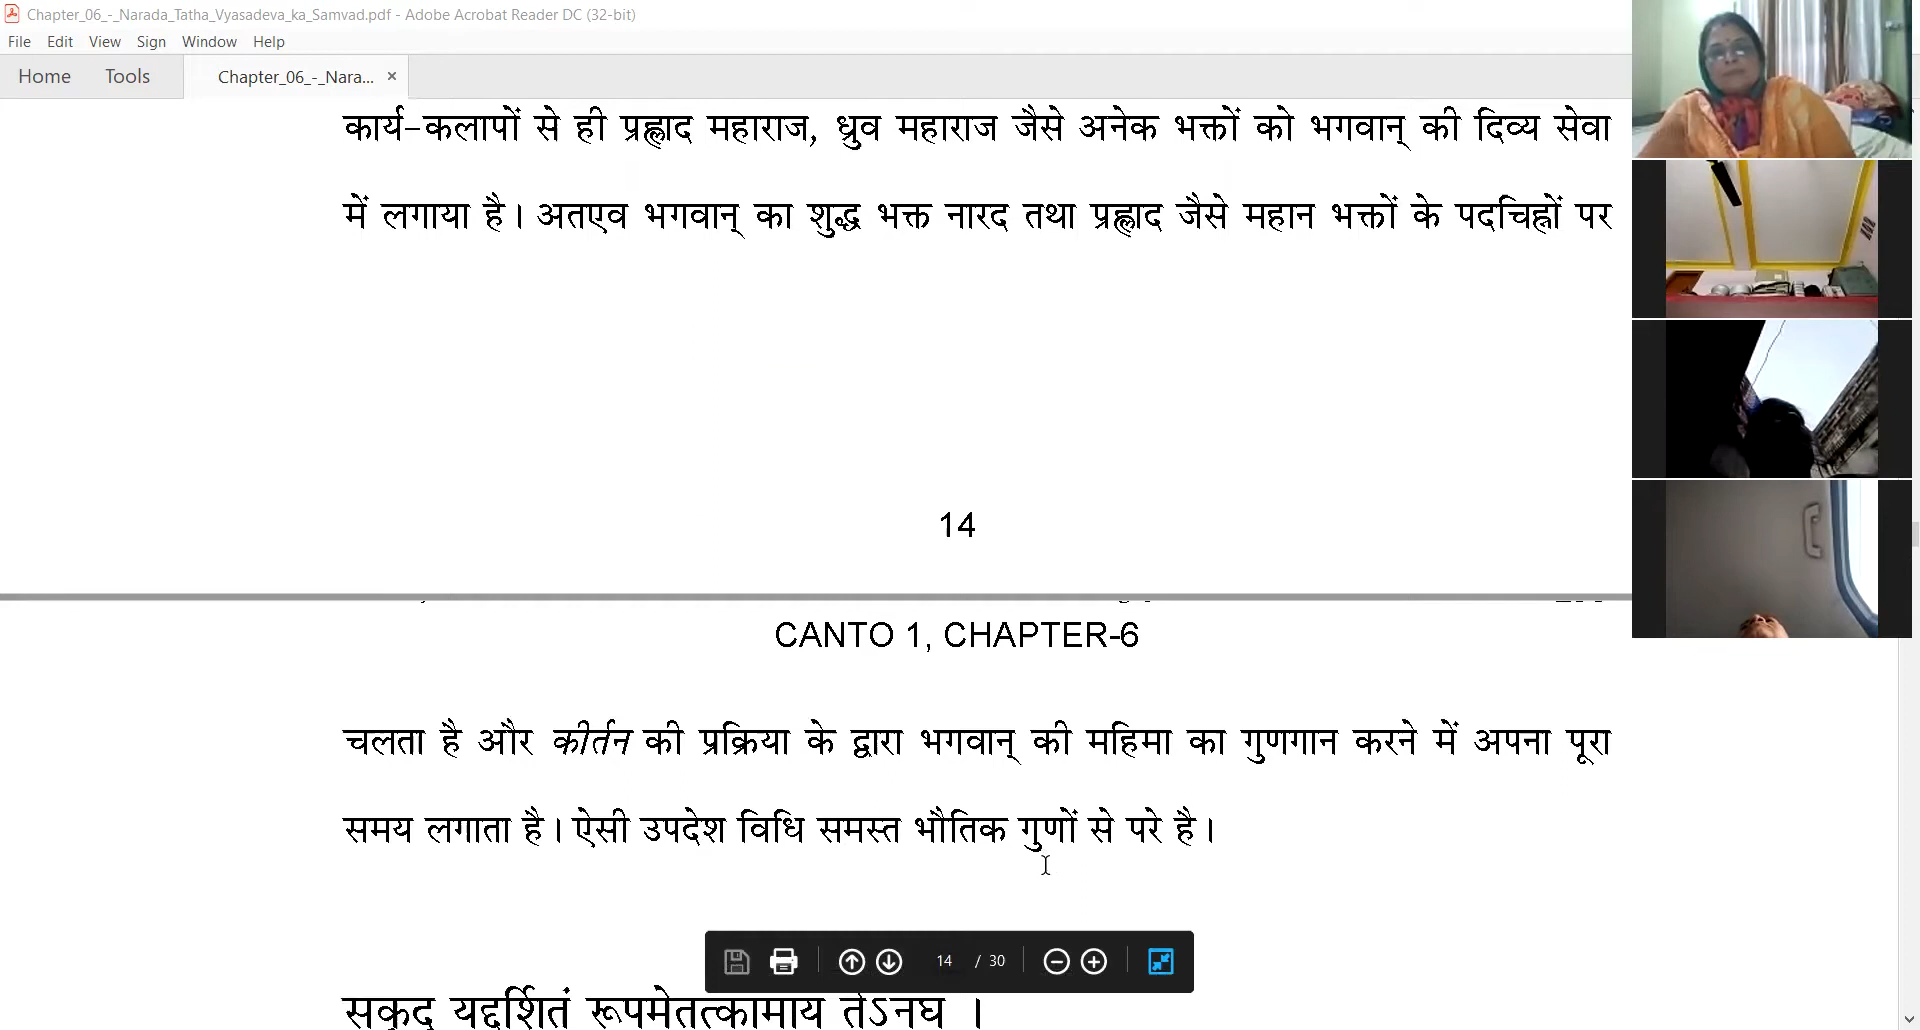 Chapter_06_-_Narada_Tatha_Vyasadeva_ka_Samvad.pdf - Adobe Acrobat Reader DC (32-bit)
File Edit View Sign Window Help
Home Tools Chapter_06_-_Nara... ×
कार्य-कलापों से ही प्रह्लाद महाराज, ध्रुव महाराज जैसे अनेक भक्तों को भगवान् की दिव्य सेवा
में लगाया है। अतएव भगवान् का शुद्ध भक्त नारद तथा प्रह्लाद जैसे महान भक्तों के पदचिह्नों पर
14
CANTO 1, CHAPTER-6
चलता है और कीर्तन की प्रक्रिया के द्वारा भगवान् की महिमा का गुणगान करने में अपना पूरा
समय लगाता है। ऐसी उपदेश विधि समस्त भौतिक गुणों से परे है।
14 / 30
सकृद् यद्दर्शितं रूपमेतत्कामाय तेऽनघ ।